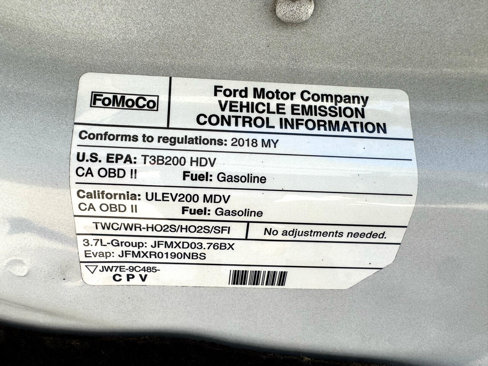 FoMoCo
Ford Motor Company
VEHICLE EMISSION
CONTROL INFORMATION
Conforms to regulations: 2018 MY
U.S. EPA: T3B200 HDV
CA OBD II Fuel: Gasoline
California: ULEV200 MDV
CA OBD II Fuel: Gasoline
TWC/WR-HO2S/HO2S/SFI No adjustments needed.
3.7L-Group: JFMXD03.76BX
Evap: JFMXR0190NBS
JW7E-9C485-
C P V